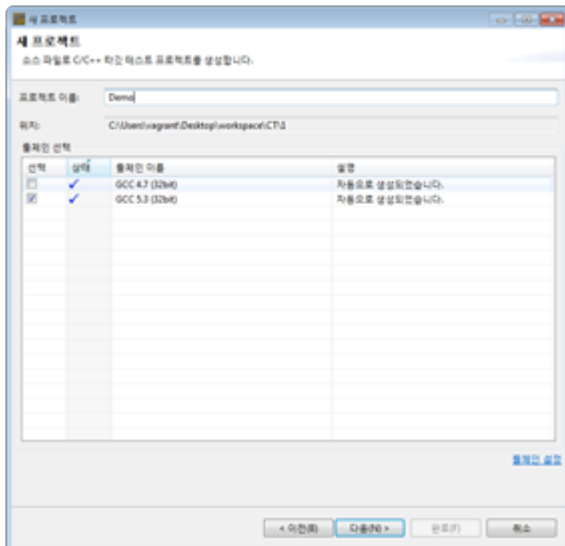 새 프로젝트
새 프로젝트
소스 파일로 C/C++ 타깃 테스트 프로젝트를 생성합니다.
프로젝트 이름: Demo
위치: C:\Users\vagrant\Desktop\workspace\CT\1
툴체인 선택
선택 상태 툴체인 이름 설명
GCC 4.7 (32bit) 자동으로 생성되었습니다.
GCC 5.3 (32bit) 자동으로 생성되었습니다.
툴체인 설정
< 이전(B) 다음(N) > 완료(F) 취소